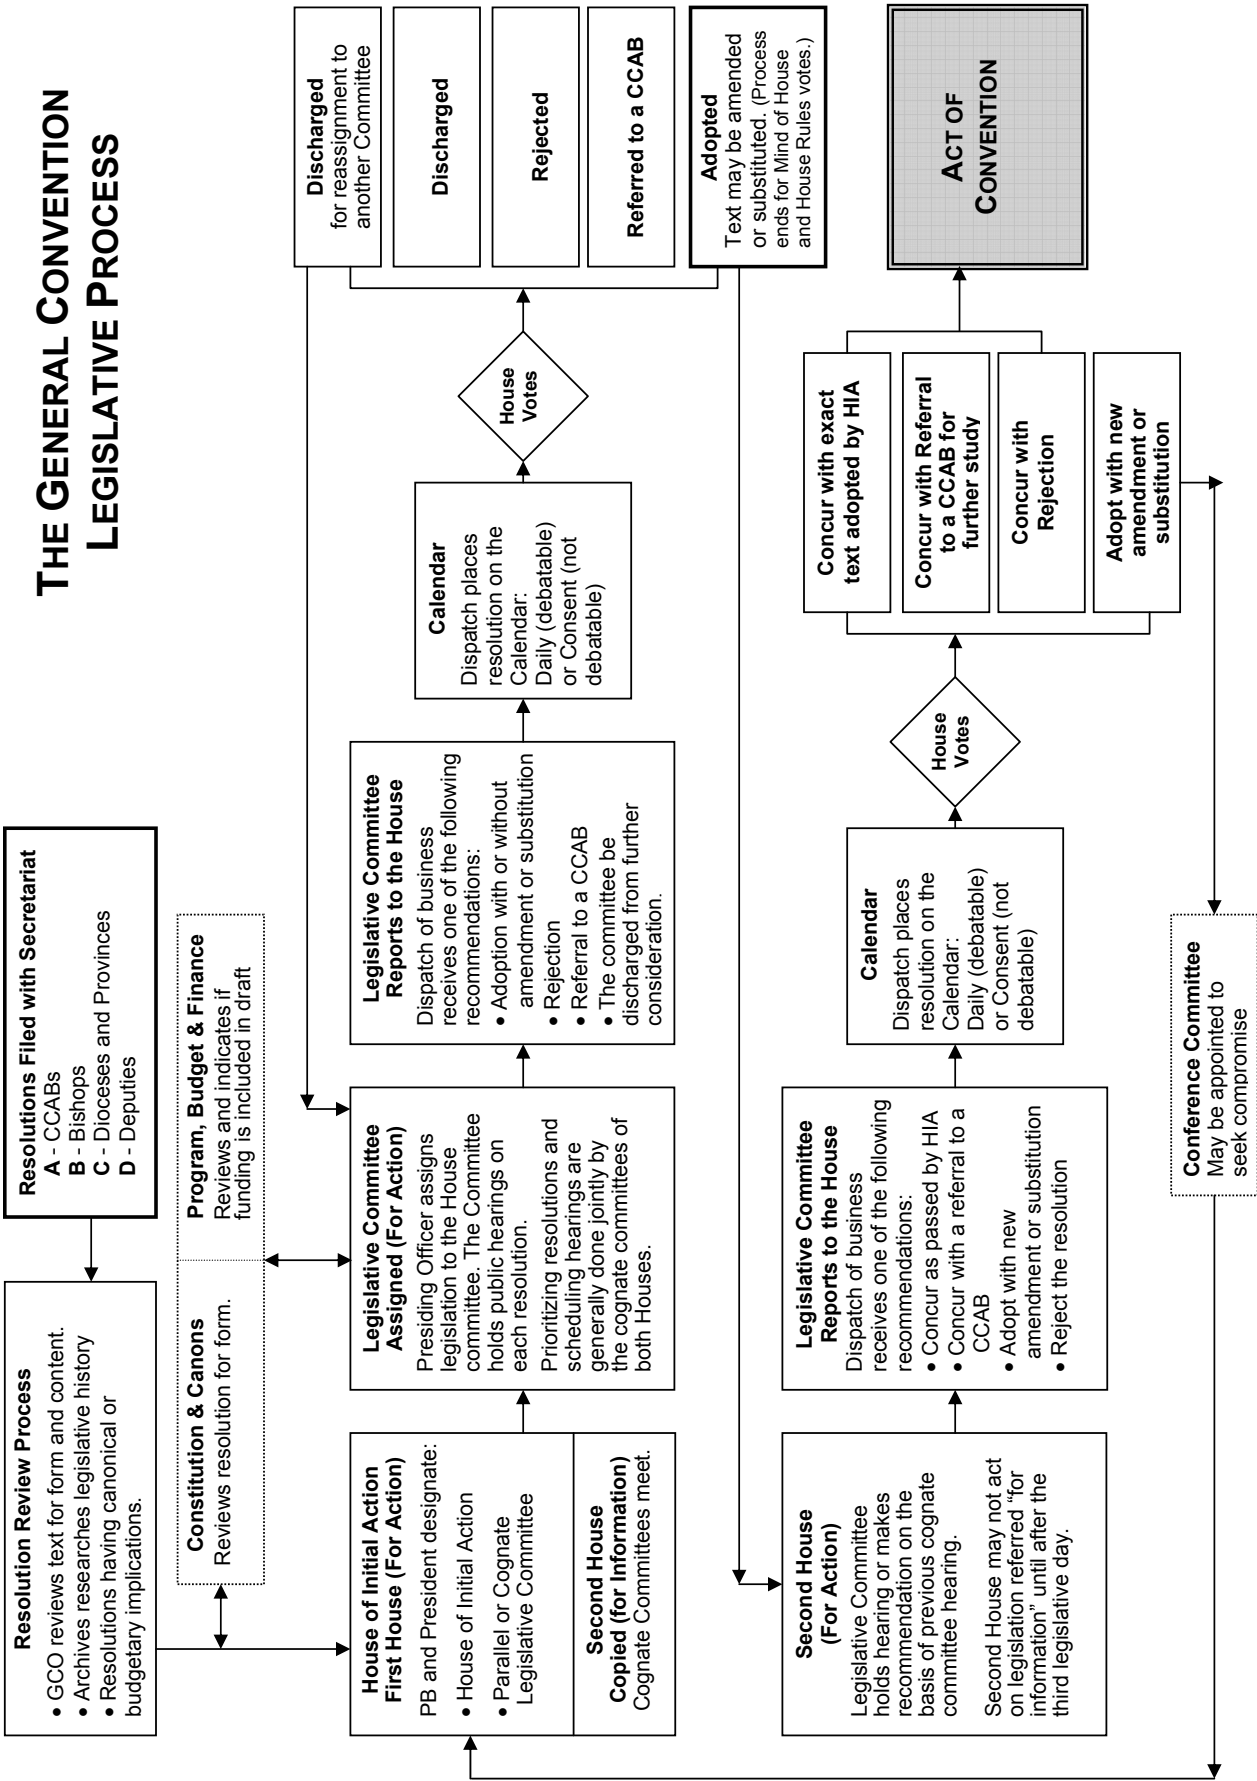 THE GENERAL CONVENTION
LEGISLATIVE PROCESS
Resolutions Filed with Secretariat
A - CCABs
B - Bishops
C - Dioceses and Provinces
D - Deputies
Resolution Review Process
• GCO reviews text for form and content.
• Archives researches legislative history
• Resolutions having canonical or
budgetary implications.
Constitution & Canons
Reviews resolution for form.
Program, Budget & Finance
Reviews and indicates if
funding is included in draft
House of Initial Action
First House (For Action)
PB and President designate:
• House of Initial Action
• Parallel or Cognate
Legislative Committee
Second House
Copied (for Information)
Cognate Committees meet.
Legislative Committee
Assigned (For Action)
Presiding Officer assigns
legislation to the House
committee. The Committee
holds public hearings on
each resolution.
Prioritizing resolutions and
scheduling hearings are
generally done jointly by
the cognate committees of
both Houses.
Legislative Committee
Reports to the House
Dispatch of business
receives one of the following
recommendations:
• Adoption with or without
amendment or substitution
• Rejection
• Referral to a CCAB
• The committee be
discharged from further
consideration.
Calendar
Dispatch places
resolution on the
Calendar:
Daily (debatable)
or Consent (not
debatable)
House
Votes
Discharged
for reassignment to
another Committee
Discharged
Rejected
Referred to a CCAB
Adopted
Text may be amended
or substituted. (Process
ends for Mind of House
and House Rules votes.)
Second House
(For Action)
Legislative Committee
holds hearing or makes
recommendation on the
basis of previous cognate
committee hearing.
Second House may not act
on legislation referred “for
information” until after the
third legislative day.
Legislative Committee
Reports to the House
Dispatch of business
receives one of the following
recommendations:
• Concur as passed by HIA
• Concur with a referral to a
CCAB
• Adopt with new
amendment or substitution
• Reject the resolution
Calendar
Dispatch places
resolution on the
Calendar:
Daily (debatable)
or Consent (not
debatable)
House
Votes
Concur with exact
text adopted by HIA
Concur with Referral
to a CCAB for
further study
Concur with
Rejection
Adopt with new
amendment or
substitution
ACT OF
CONVENTION
Conference Committee
May be appointed to
seek compromise